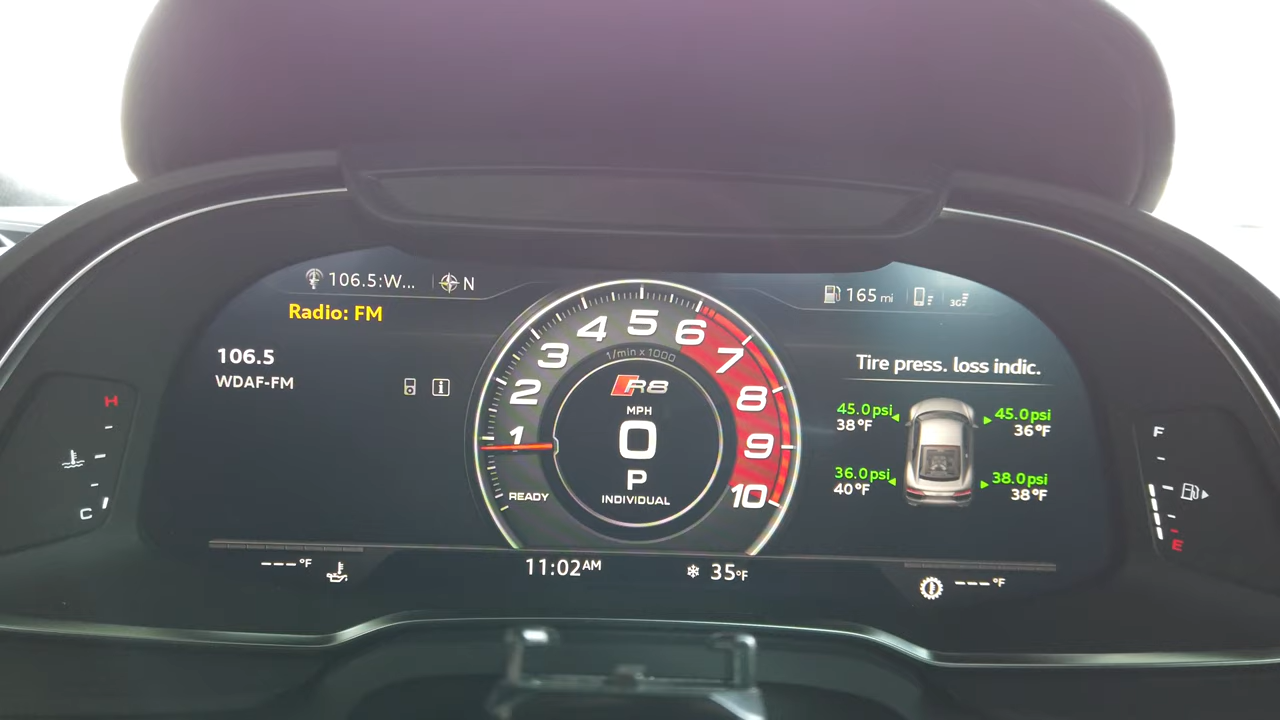 106.5:W... N
165 mi 3G
Radio: FM
106.5
WDAF-FM
1 2 3 4 5 6 7 8 9 10
1/min x 1000
R8
MPH
0
P
INDIVIDUAL
READY
Tire press. loss indic.
45.0psi 45.0psi
38°F 36°F
36.0psi 38.0psi
40°F 38°F
H
C
F
E
---°F
11:02AM
35°F
---°F